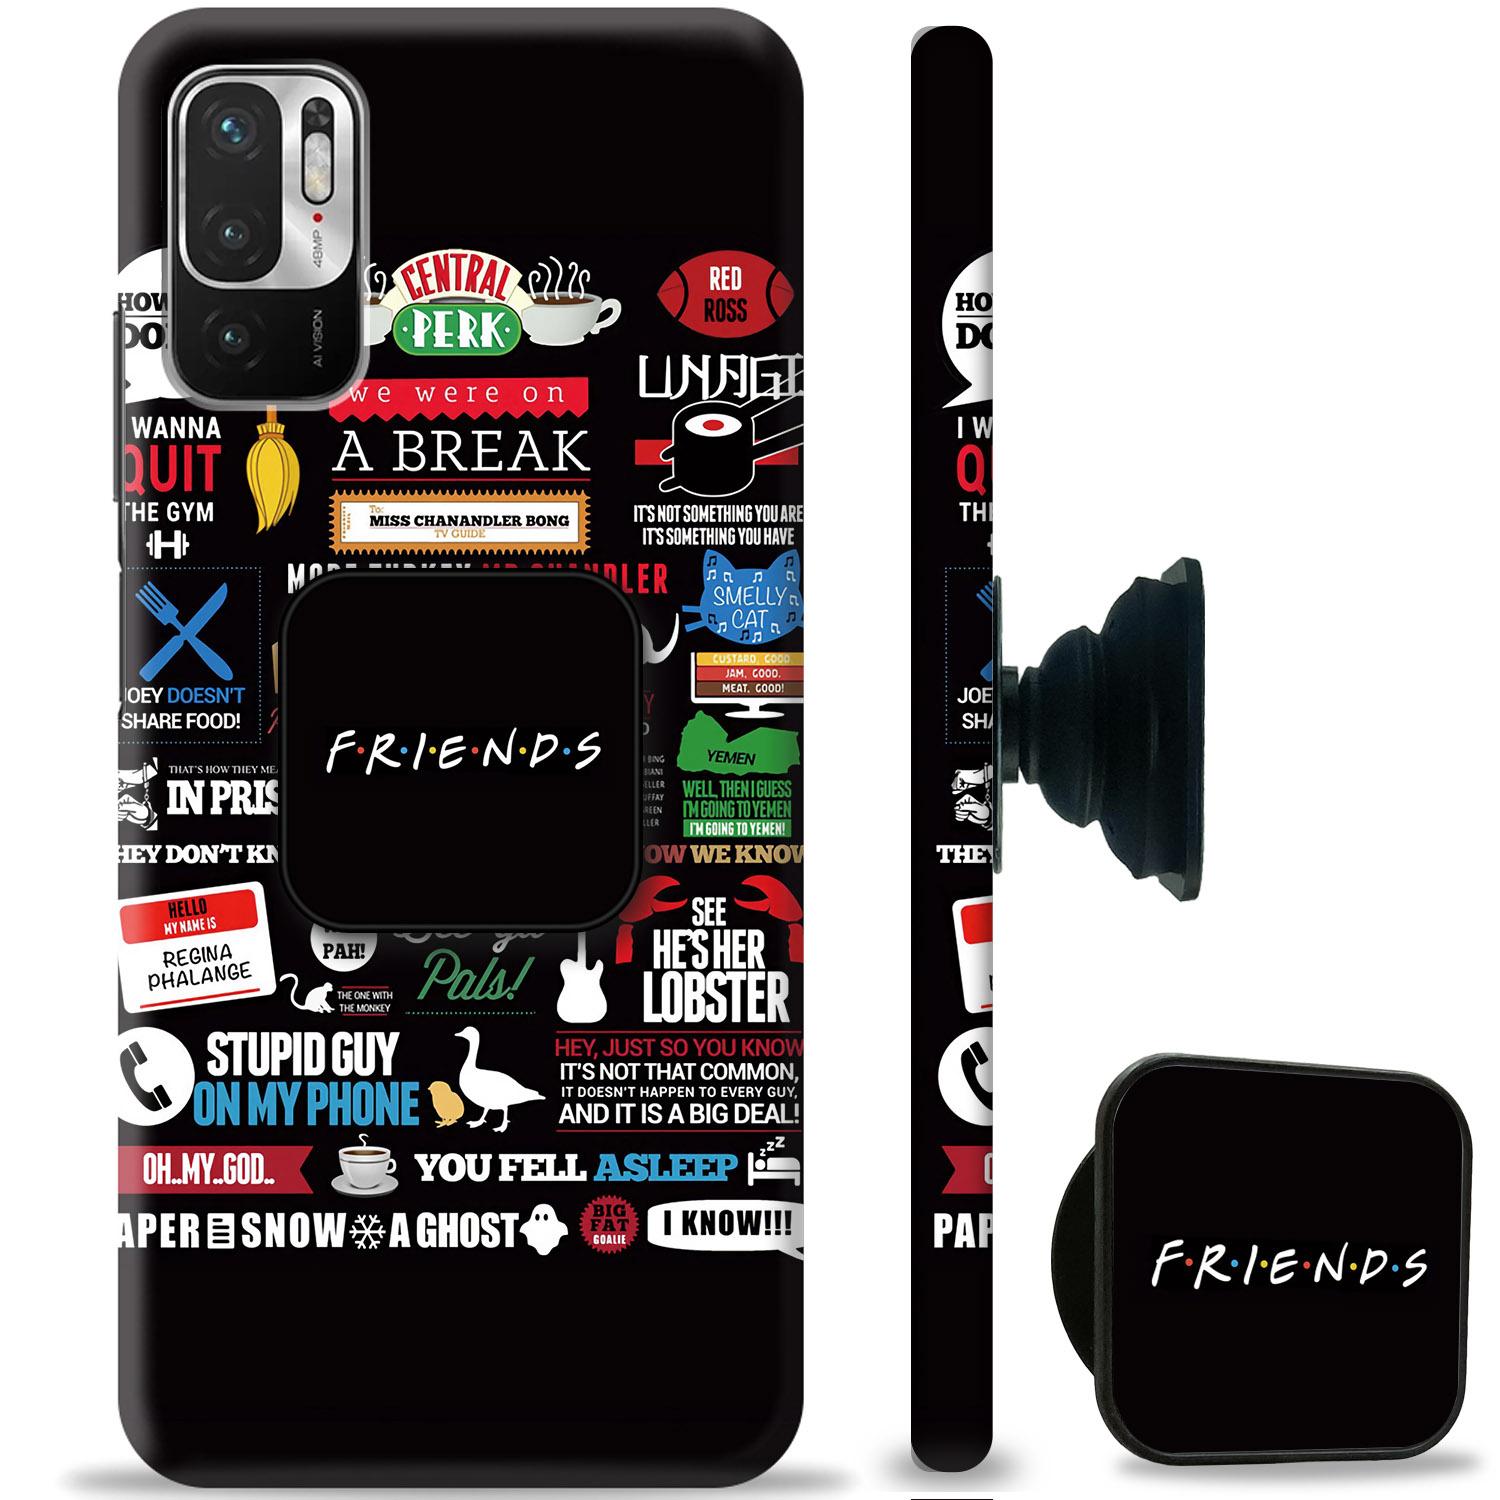 48MP
AI VISION
HOW
DO
CENTRAL
PERK
RED
ROSS
we were on
A BREAK
UNAGI
WANNA
QUIT
THE GYM
To:
MISS CHANANDLER BONG
TV GUIDE
IT'S NOT SOMETHING YOU ARE
IT'S SOMETHING YOU HAVE
SMELLY
CAT
CUSTARD, GOOD.
JAM, GOOD.
MEAT, GOOD!
JOEY DOESN'T
SHARE FOOD!
F·R·I·E·N·D·S
YEMEN
WELL, THEN I GUESS
I'M GOING TO YEMEN
I'M GOING TO YEMEN!
THAT'S HOW THEY ME
IN PRIS
HEY DON'T KN
OW WE KNOW
HELLO
MY NAME IS
REGINA
PHALANGE
PAH!
Pals!
THE ONE WITH
THE MONKEY
SEE
HE'S HER
LOBSTER
STUPID GUY
ON MY PHONE
HEY, JUST SO YOU KNOW
IT'S NOT THAT COMMON,
IT DOESN'T HAPPEN TO EVERY GUY,
AND IT IS A BIG DEAL!
OH..MY..GOD..
YOU FELL ASLEEP
zzz
APER SNOW A GHOST
BIG
FAT
GOALIE
I KNOW!!!
HO
DO
I W
Q
TH
JOE
SHA
THEY
PAP
F·R·I·E·N·D·S